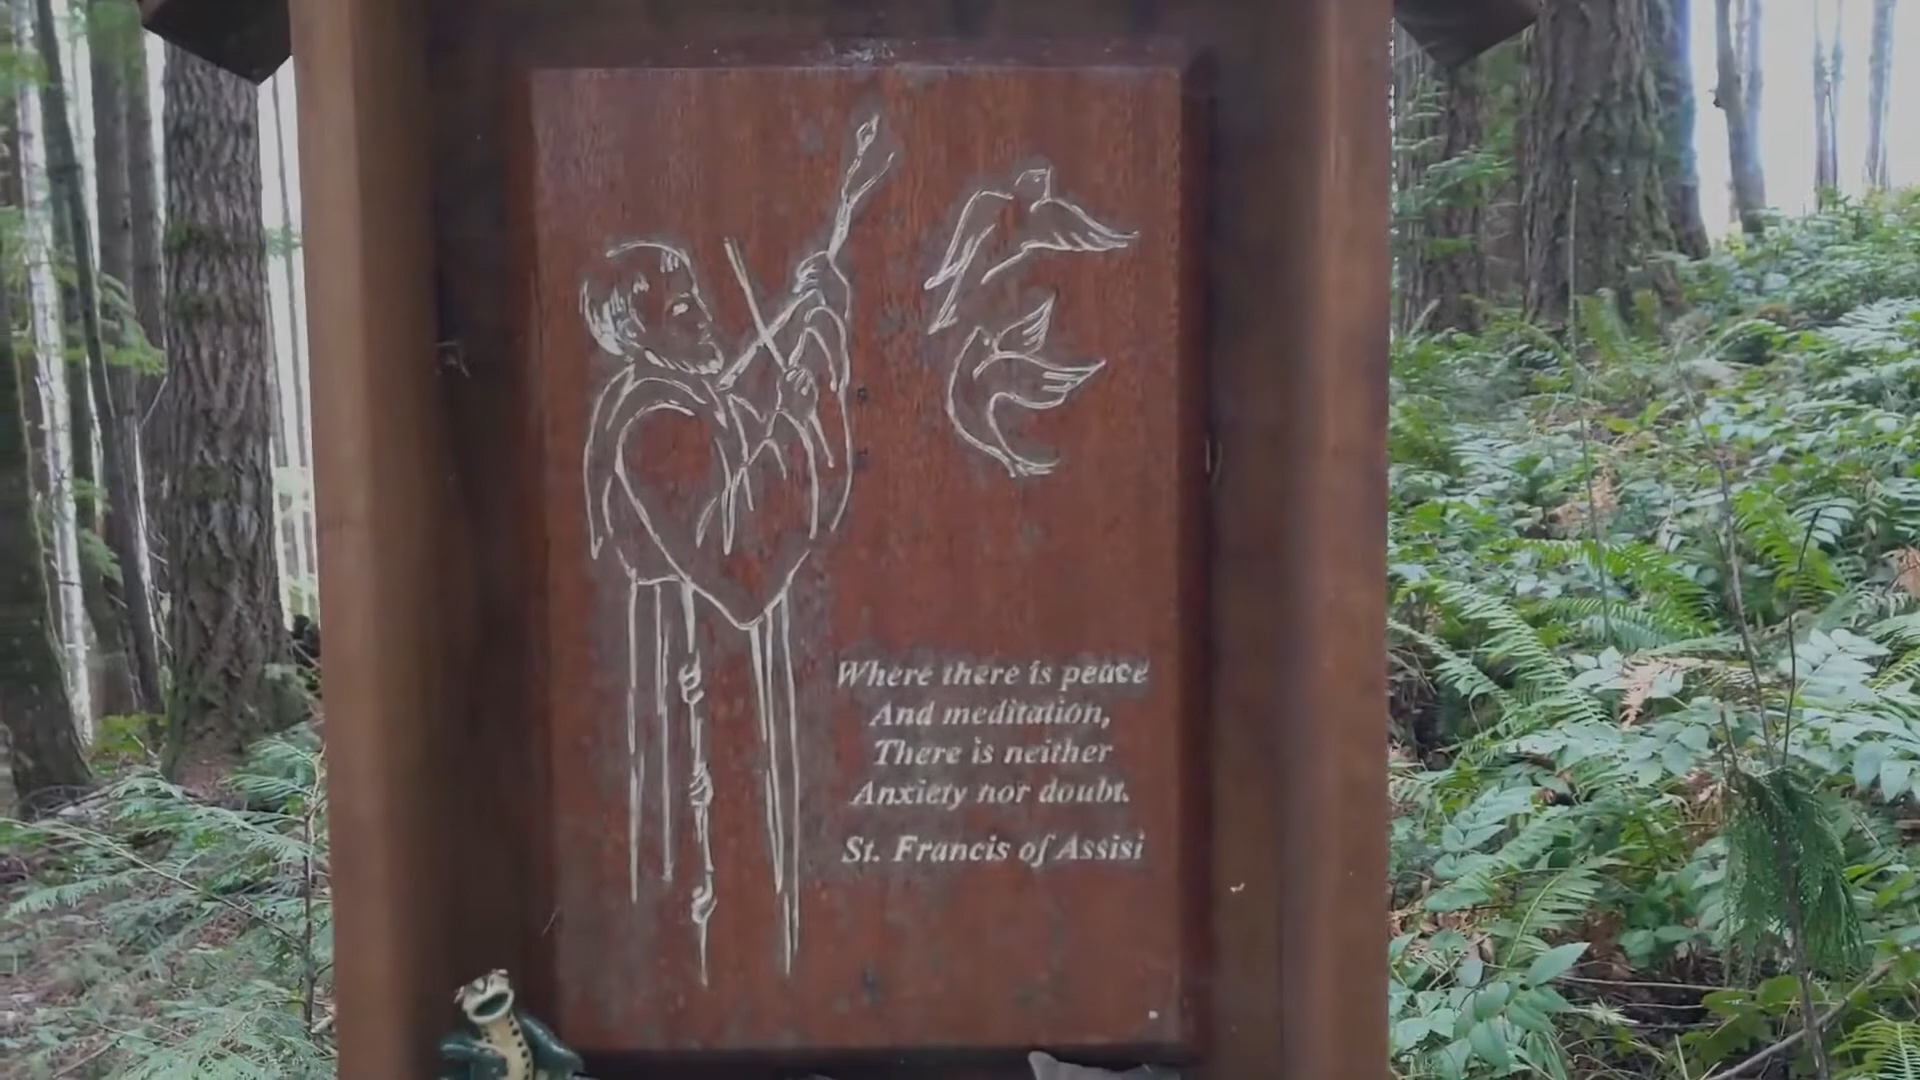 Where there is peace
And meditation,
There is neither
Anxiety nor doubt.
St. Francis of Assisi